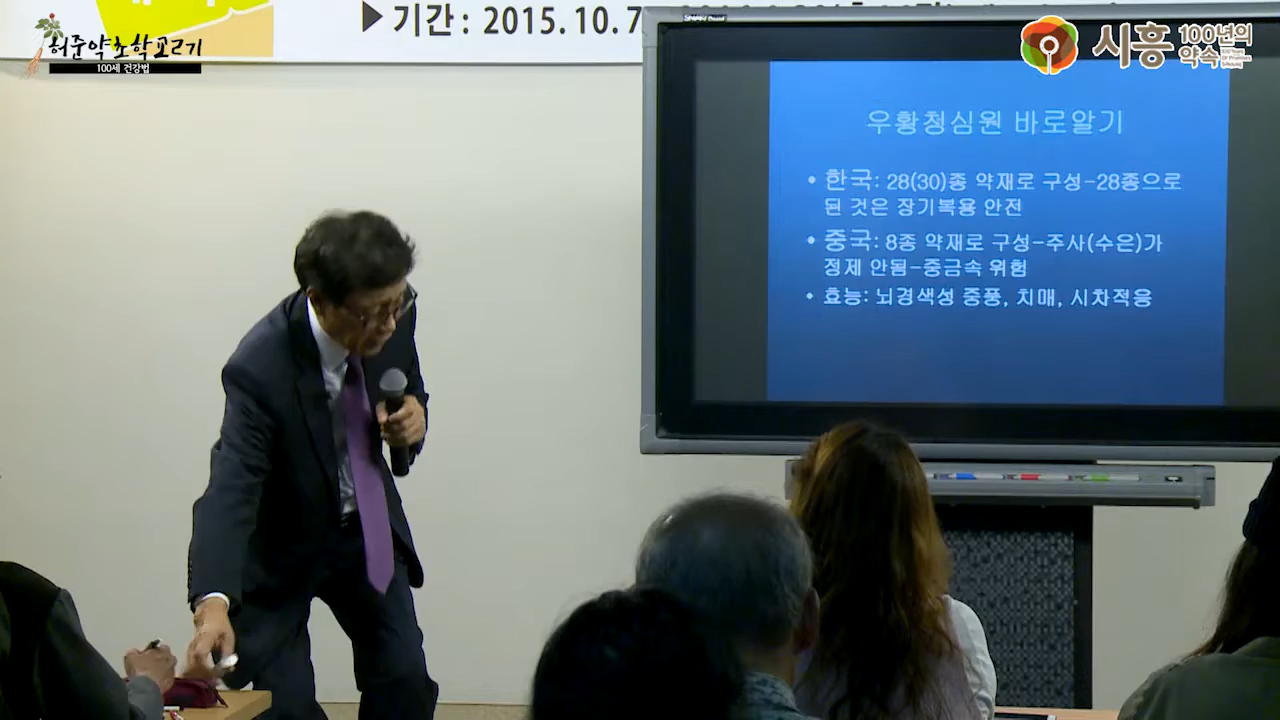 ▶기간: 2015.10.7
허준약초학교2기
100세 건강법
시흥 100년의 약속
우황청심원 바로알기
• 한국: 28(30)종 약재로 구성-28종으로
된 것은 장기복용 안전
• 중국: 8종 약재로 구성-주사(수은)가
정제 안됨-중금속 위험
• 효능: 뇌경색성 중풍, 치매, 시차적응